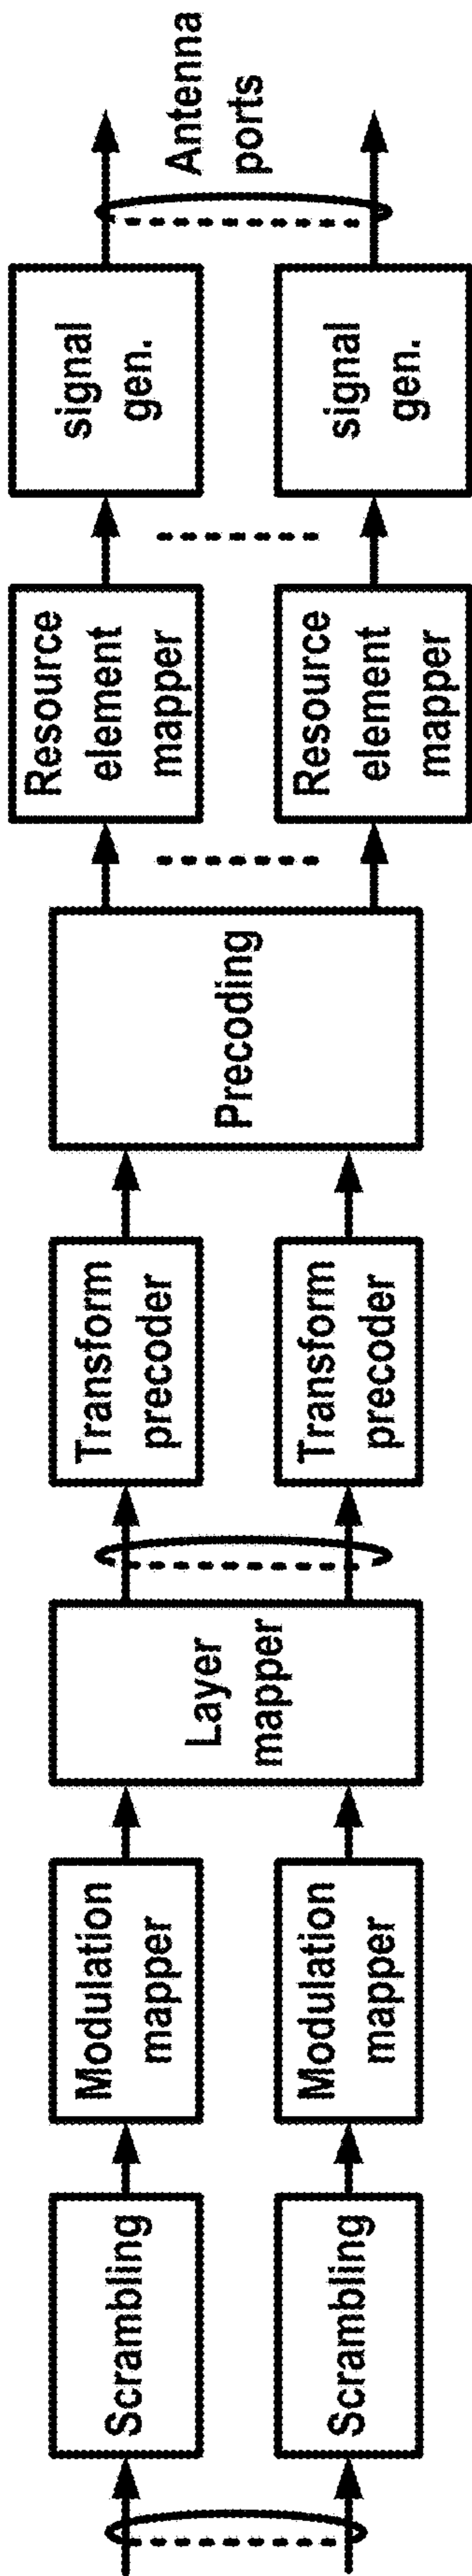 Scrambling
Scrambling
Modulation
mapper
Modulation
mapper
Layer
mapper
Transform
precoder
Transform
precoder
Precoding
Resource
element
mapper
Resource
element
mapper
signal
gen.
signal
gen.
Antenna
ports